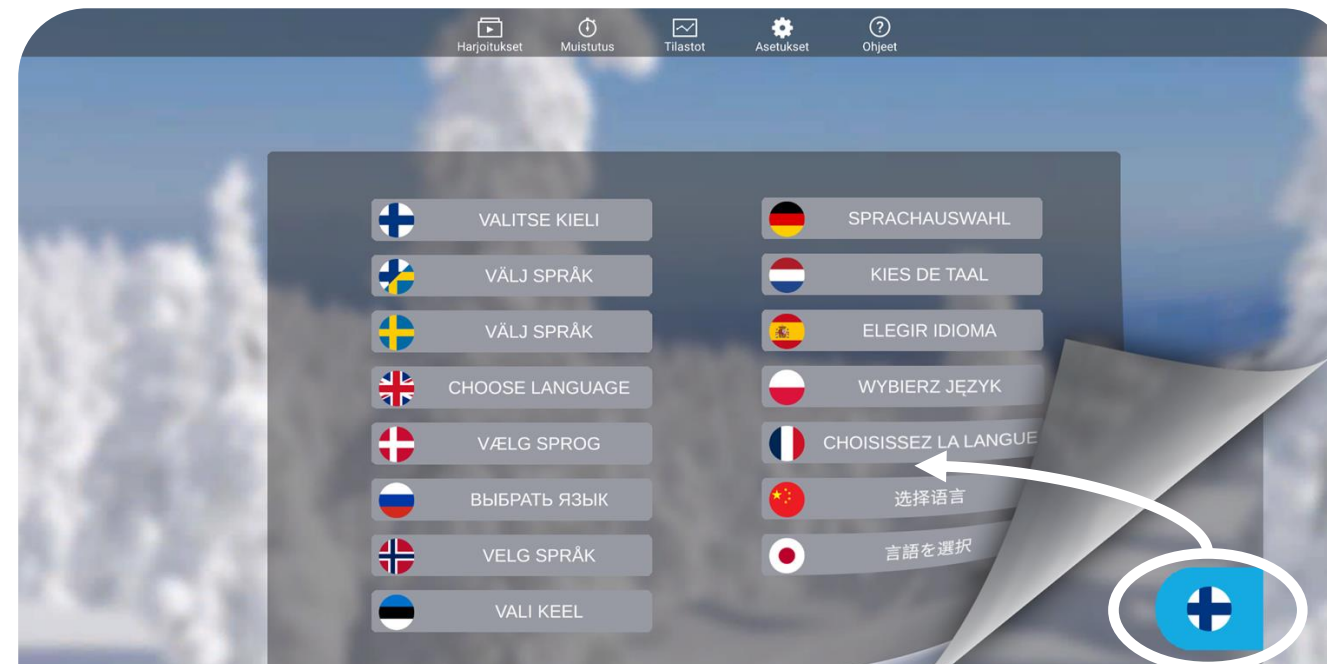 Harjoitukset Muistutus Tilastot Asetukset Ohjeet
VALITSE KIELI
VÄLJ SPRÅK
VÄLJ SPRÅK
CHOOSE LANGUAGE
VÆLG SPROG
ВЫБРАТЬ ЯЗЫК
VELG SPRÅK
VALI KEEL
SPRACHAUSWAHL
KIES DE TAAL
ELEGIR IDIOMA
WYBIERZ JĘZYK
CHOISISSEZ LA LANGUE
选择语言
言語を選択